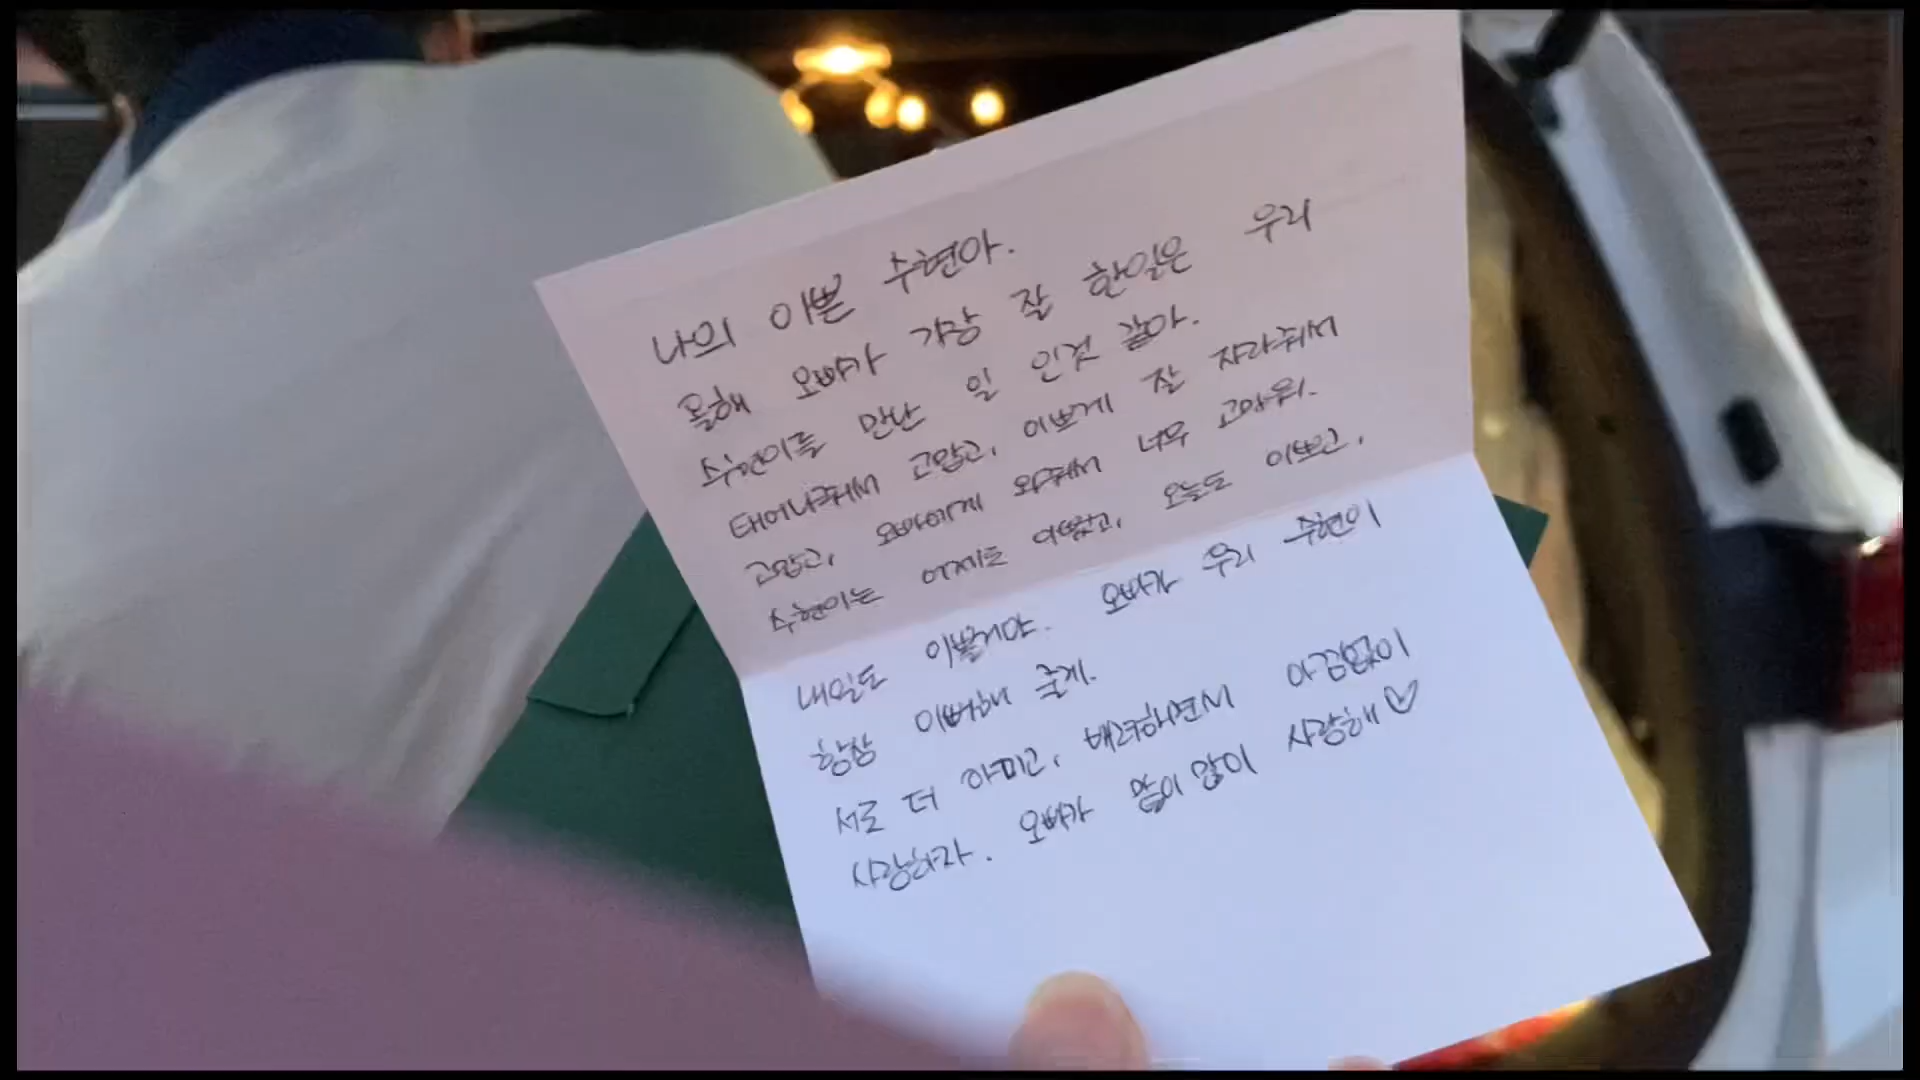 나의 이쁜 수현아.
올해 오빠가 가장 잘 한일은 우리
수현이를 만난 일 인것 같아.
태어나줘서 고맙고, 이쁘게 잘 자라줘서
고맙고, 오빠에게 와줘서 너무 고마워.
수현이는 어제도 이뻤고, 오늘도 이쁘고,
내일도 이쁠거야. 오빠가 우리 수현이
항상 이뻐해 줄게.
서로 더 아끼고, 배려하면서 아낌없이
사랑하자. 오빠가 많이 많이 사랑해♡